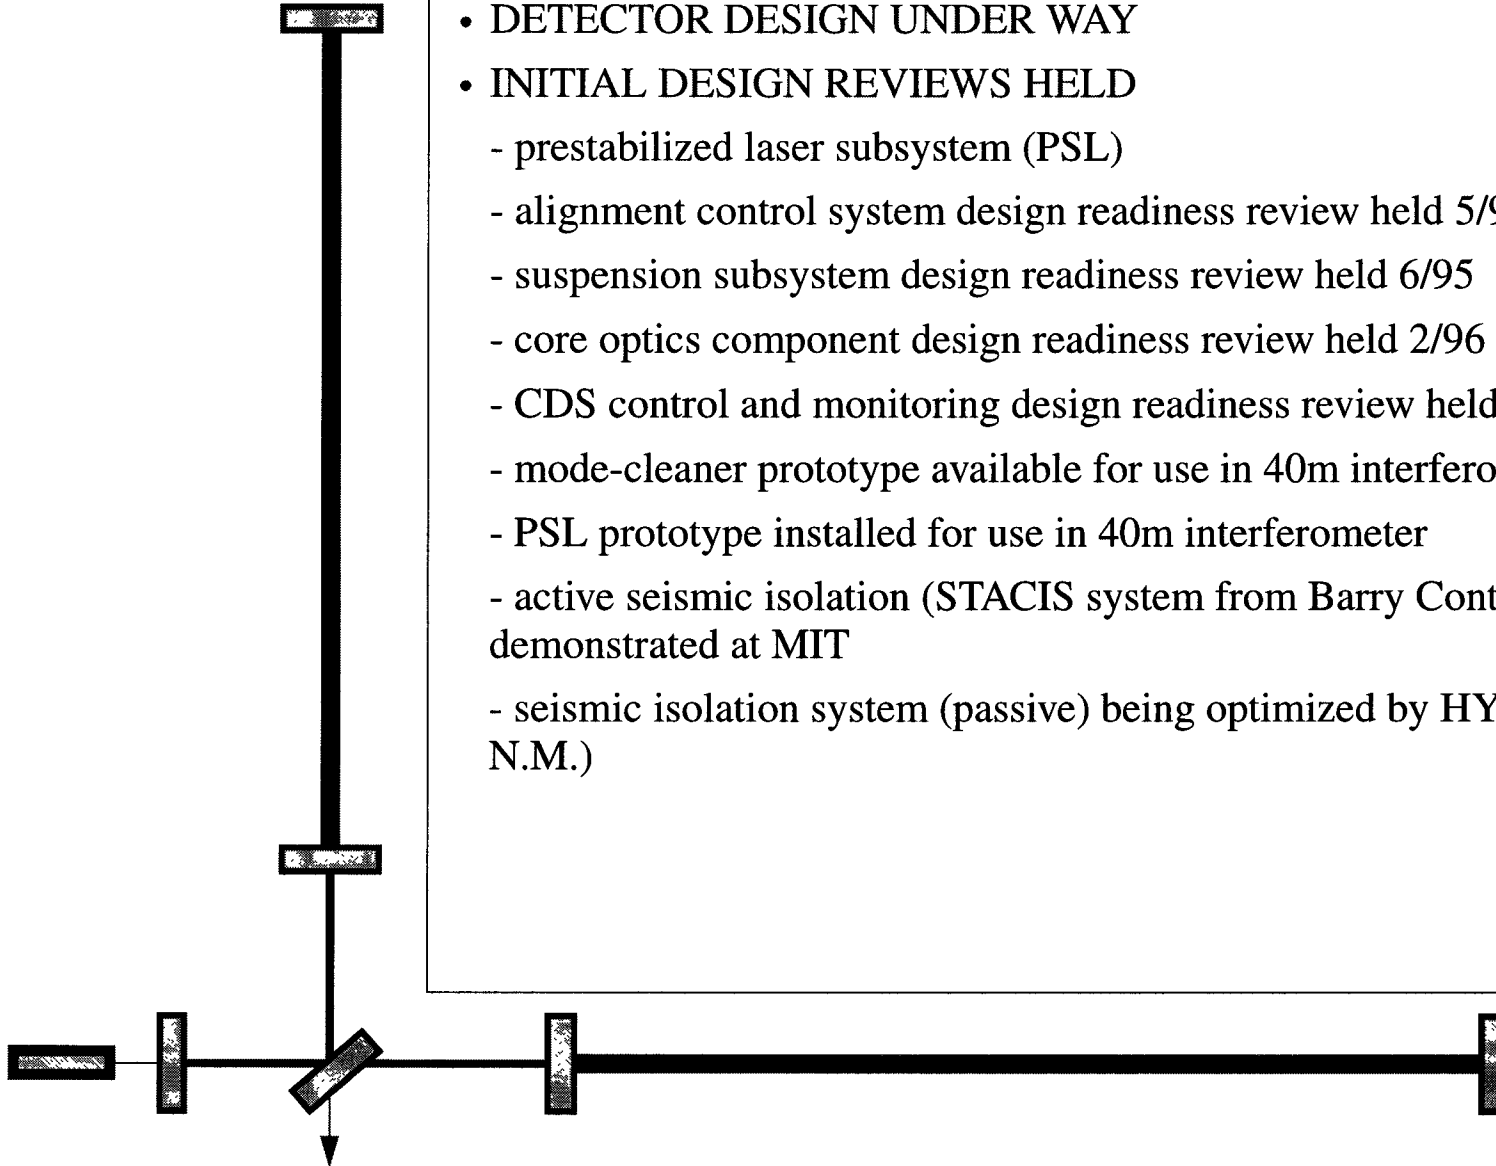 • DETECTOR DESIGN UNDER WAY
• INITIAL DESIGN REVIEWS HELD
- prestabilized laser subsystem (PSL)
- alignment control system design readiness review held
- suspension subsystem design readiness review held 6/95
- core optics component design readiness review held 2/96
- CDS control and monitoring design readiness review held
- mode-cleaner prototype available for use in 40m
- PSL prototype installed for use in 40m interferometer
- active seismic isolation (STACIS system from Barry
demonstrated at MIT
- seismic isolation system (passive) being optimized by
N.M.)